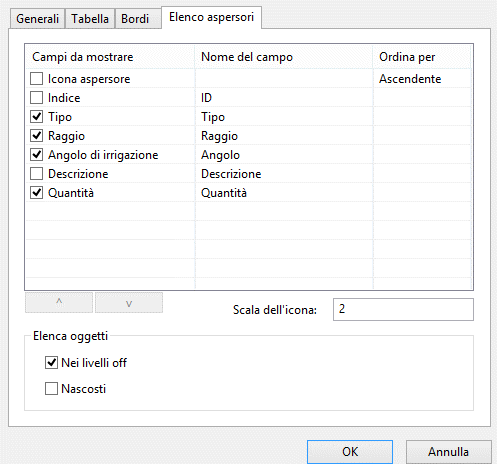 Generali Tabella Bordi Elenco aspersori
Campi da mostrare Nome del campo Ordina per
Icona aspersore Ascendente
Indice ID
Tipo Tipo
Raggio Raggio
Angolo di irrigazione Angolo
Descrizione Descrizione
Quantità Quantità
^ v
Scala dell'icona: 2
Elenca oggetti
Nei livelli off
Nascosti
OK Annulla